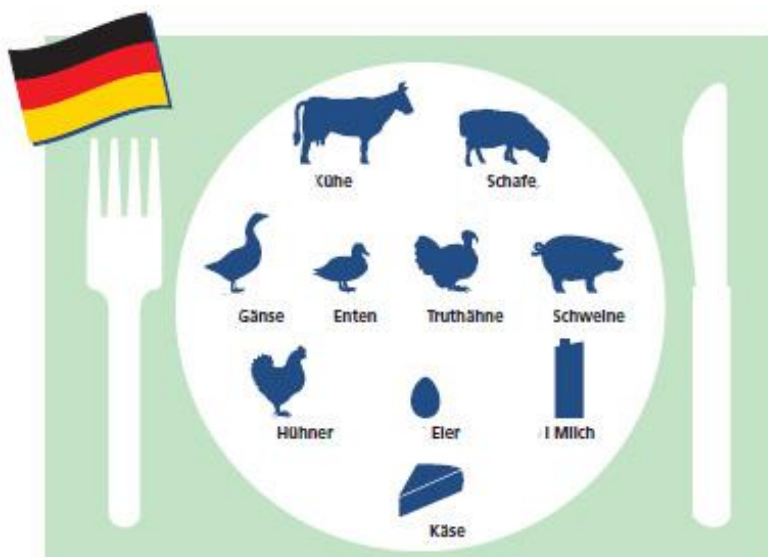 Kühe
Schafe
Gänse
Enten
Truthähne
Schweine
Hühner
Eier
l Milch
Käse